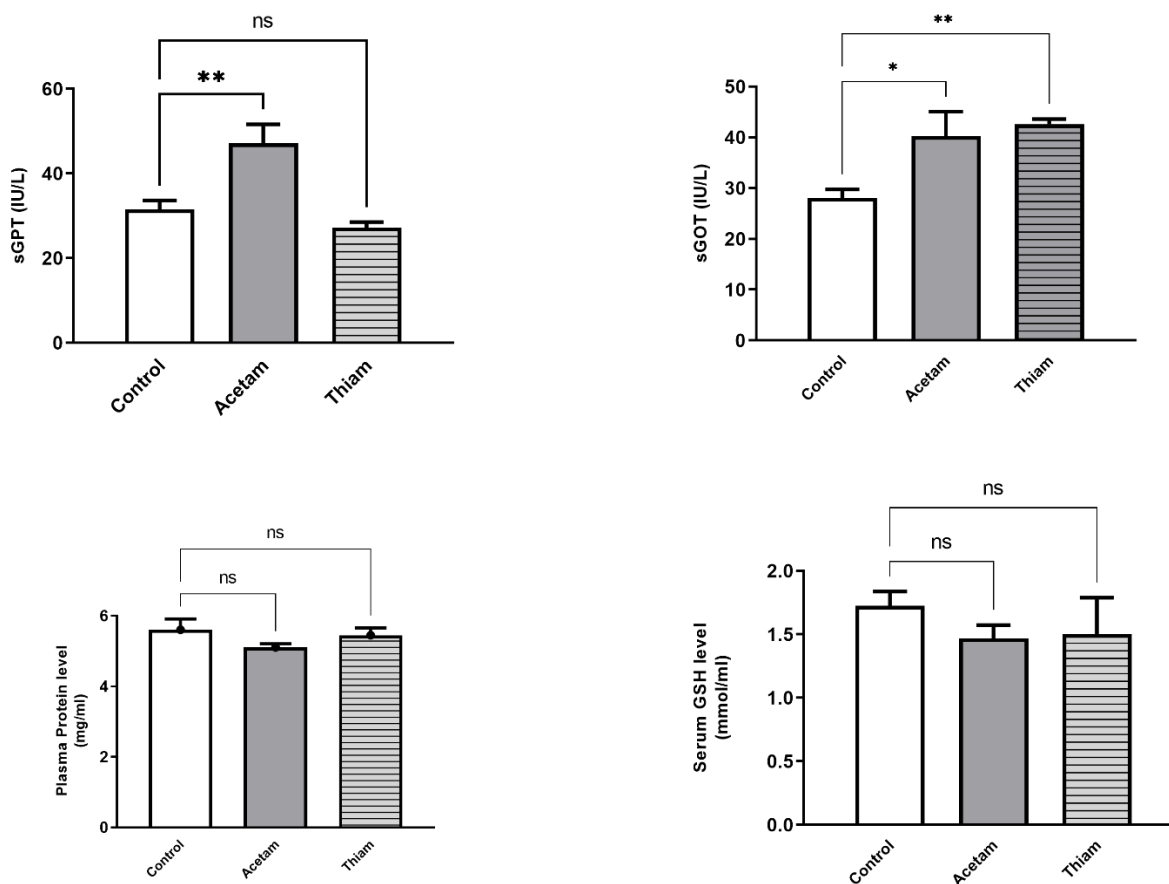 ns
**
60
40
20
0
sGPT (IU/L)
Control
Acetam
Thiam
**
*
50
40
30
20
10
0
sGOT (IU/L)
Control
Acetam
Thiam
ns
ns
6
4
2
0
Plasma Protein level
(mg/ml)
Control
Acetam
Thiam
ns
ns
2.0
1.5
1.0
0.5
0.0
Serum GSH level
(mmol/ml)
Control
Acetam
Thiam